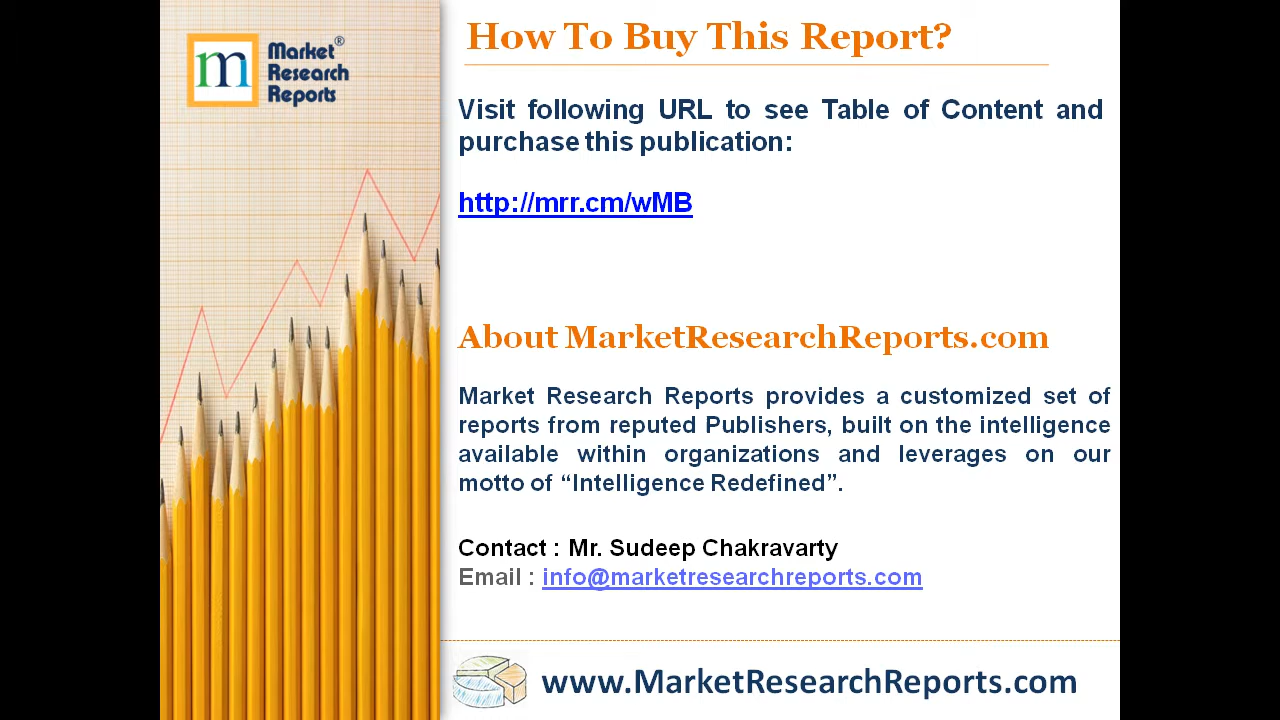 m
Market®
Research
Reports
How To Buy This Report?
Visit following URL to see Table of Content and
purchase this publication:
http://mrr.cm/wMB
About MarketResearchReports.com
Market Research Reports provides a customized set of
reports from reputed Publishers, built on the intelligence
available within organizations and leverages on our
motto of “Intelligence Redefined”.
Contact : Mr. Sudeep Chakravarty
Email : info@marketresearchreports.com
www.MarketResearchReports.com